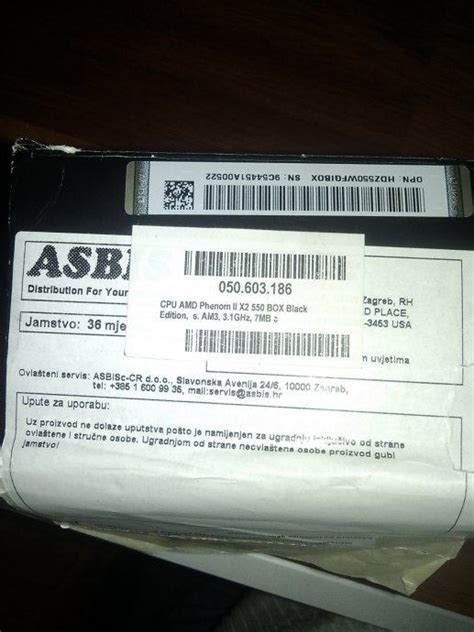 OPN: HDZ550WFGIBOX SN: 9C54451A00522
ASBIS
Distribution For Your
050.603.186
CPU AMD Phenom II X2 550 BOX Black
Edition, s. AM3, 3.1GHz, 7MB c
Zagreb, RH
D PLACE,
-3453 USA
Jamstvo: 36 mje
uvjetima
Ovlašteni servis: ASBISc-CR d.o.o., Slavonska Avenija 24/6, 10000 Zagreb,
tel: +385 1 600 99 36, mail:servis@asbis.hr
Upute za uporabu:
Uz proizvod ne dolaze uputstva pošto je namijenjen za ugradnju isključivo od strane
ovlaštene i stručne osobe. Ugradnjom od strane neovlaštene osobe proizvod gubi
jamstvo!